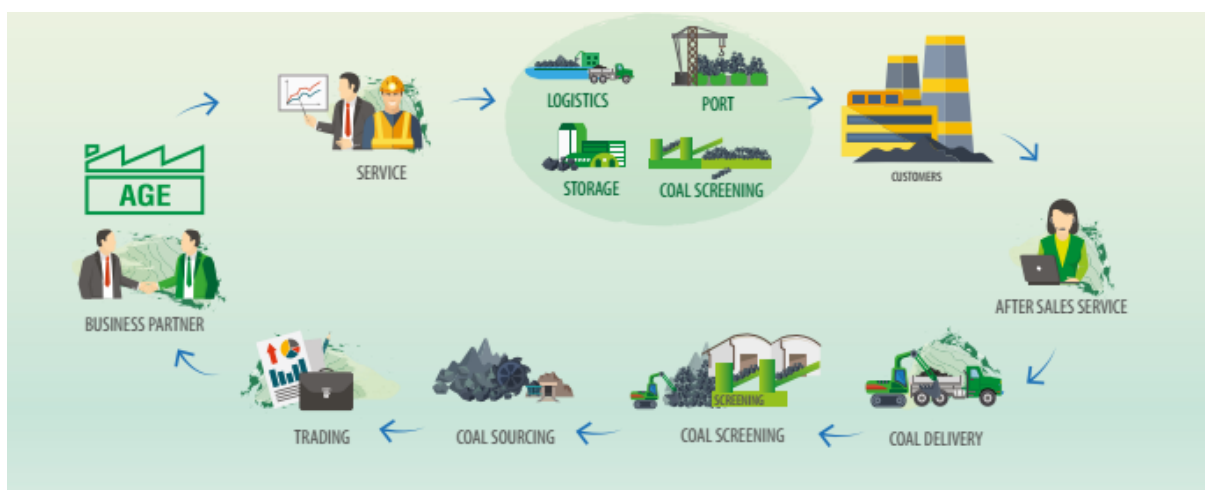 LOGISTICS
PORT
SERVICE
STORAGE
COAL SCREENING
CUSTOMERS
AGE
BUSINESS PARTNER
AFTER SALES SERVICE
SCREENING
TRADING
COAL SOURCING
COAL SCREENING
COAL DELIVERY